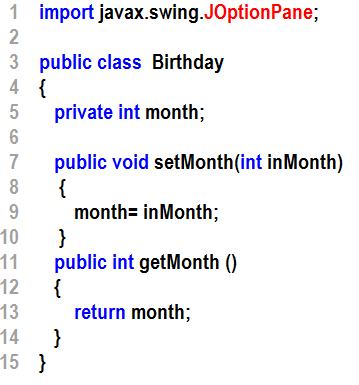 1 import javax.swing.JOptionPane;
2
3 public class  Birthday
4 {
5    private int month;
6
7    public void setMonth(int inMonth)
8     {
9       month= inMonth;
10     }
11    public int getMonth ()
12    {
13       return month;
14    }
15 }